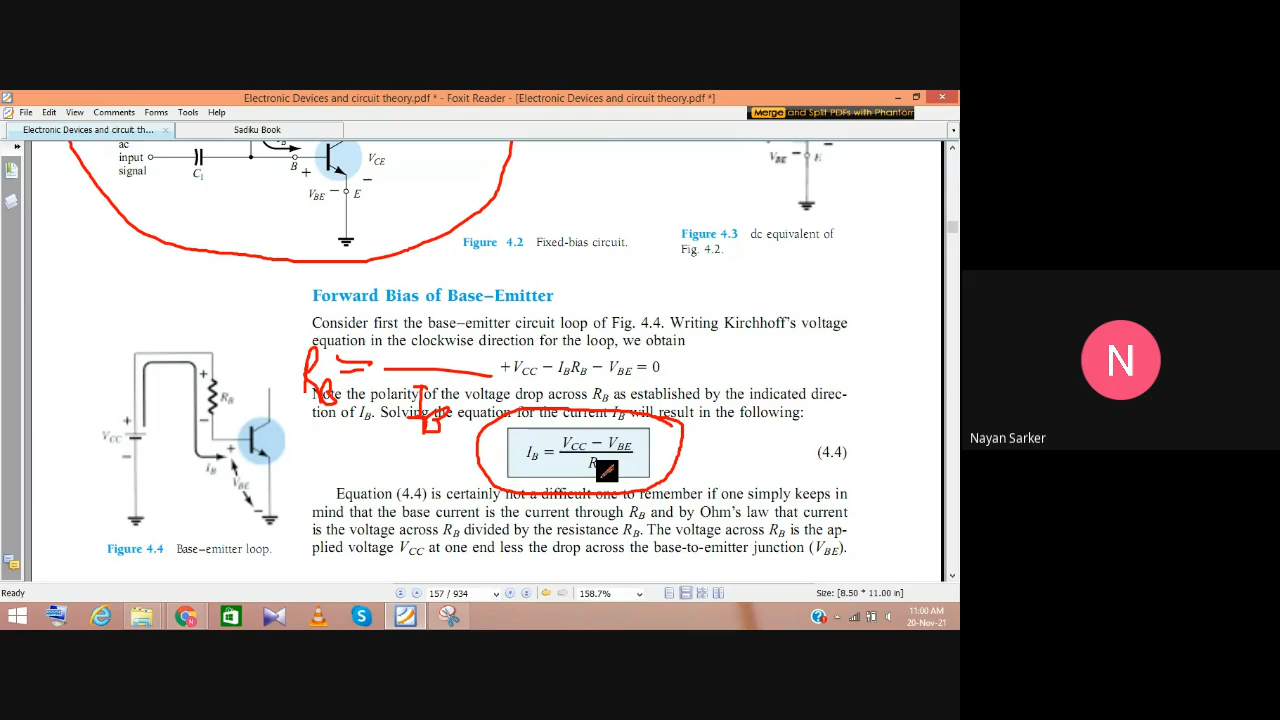 Electronic Devices and circuit theory.pdf * - Foxit Reader - [Electronic Devices and circuit theory.pdf *]
File Edit View Comments Forms Tools Help
Merge and Split PDFs with Phantom
Electronic Devices and circuit th...
Sadiku Book
ac
input
signal
C1
B
+
VCE
−
VBE − E
Figure 4.2 Fixed-bias circuit.
VBE − E
Figure 4.3 dc equivalent of
Fig. 4.2.
Forward Bias of Base–Emitter
Consider first the base–emitter circuit loop of Fig. 4.4. Writing Kirchhoff's voltage
equation in the clockwise direction for the loop, we obtain
+VCC − IBRB − VBE = 0
RB =
IB
Note the polarity of the voltage drop across RB as established by the indicated direc-
tion of IB. Solving the equation for the current IB will result in the following:
IB = VCC − VBE
R
(4.4)
Equation (4.4) is certainly not a difficult one to remember if one simply keeps in
mind that the base current is the current through RB and by Ohm's law that current
is the voltage across RB divided by the resistance RB. The voltage across RB is the ap-
plied voltage VCC at one end less the drop across the base-to-emitter junction (VBE).
+
RB
−
+
VCC
−
+
IB
VBE
−
Figure 4.4 Base–emitter loop.
N
Nayan Sarker
Ready
157 / 934
158.7%
Size: [8.50 * 11.00 in]
11:00 AM
20-Nov-21